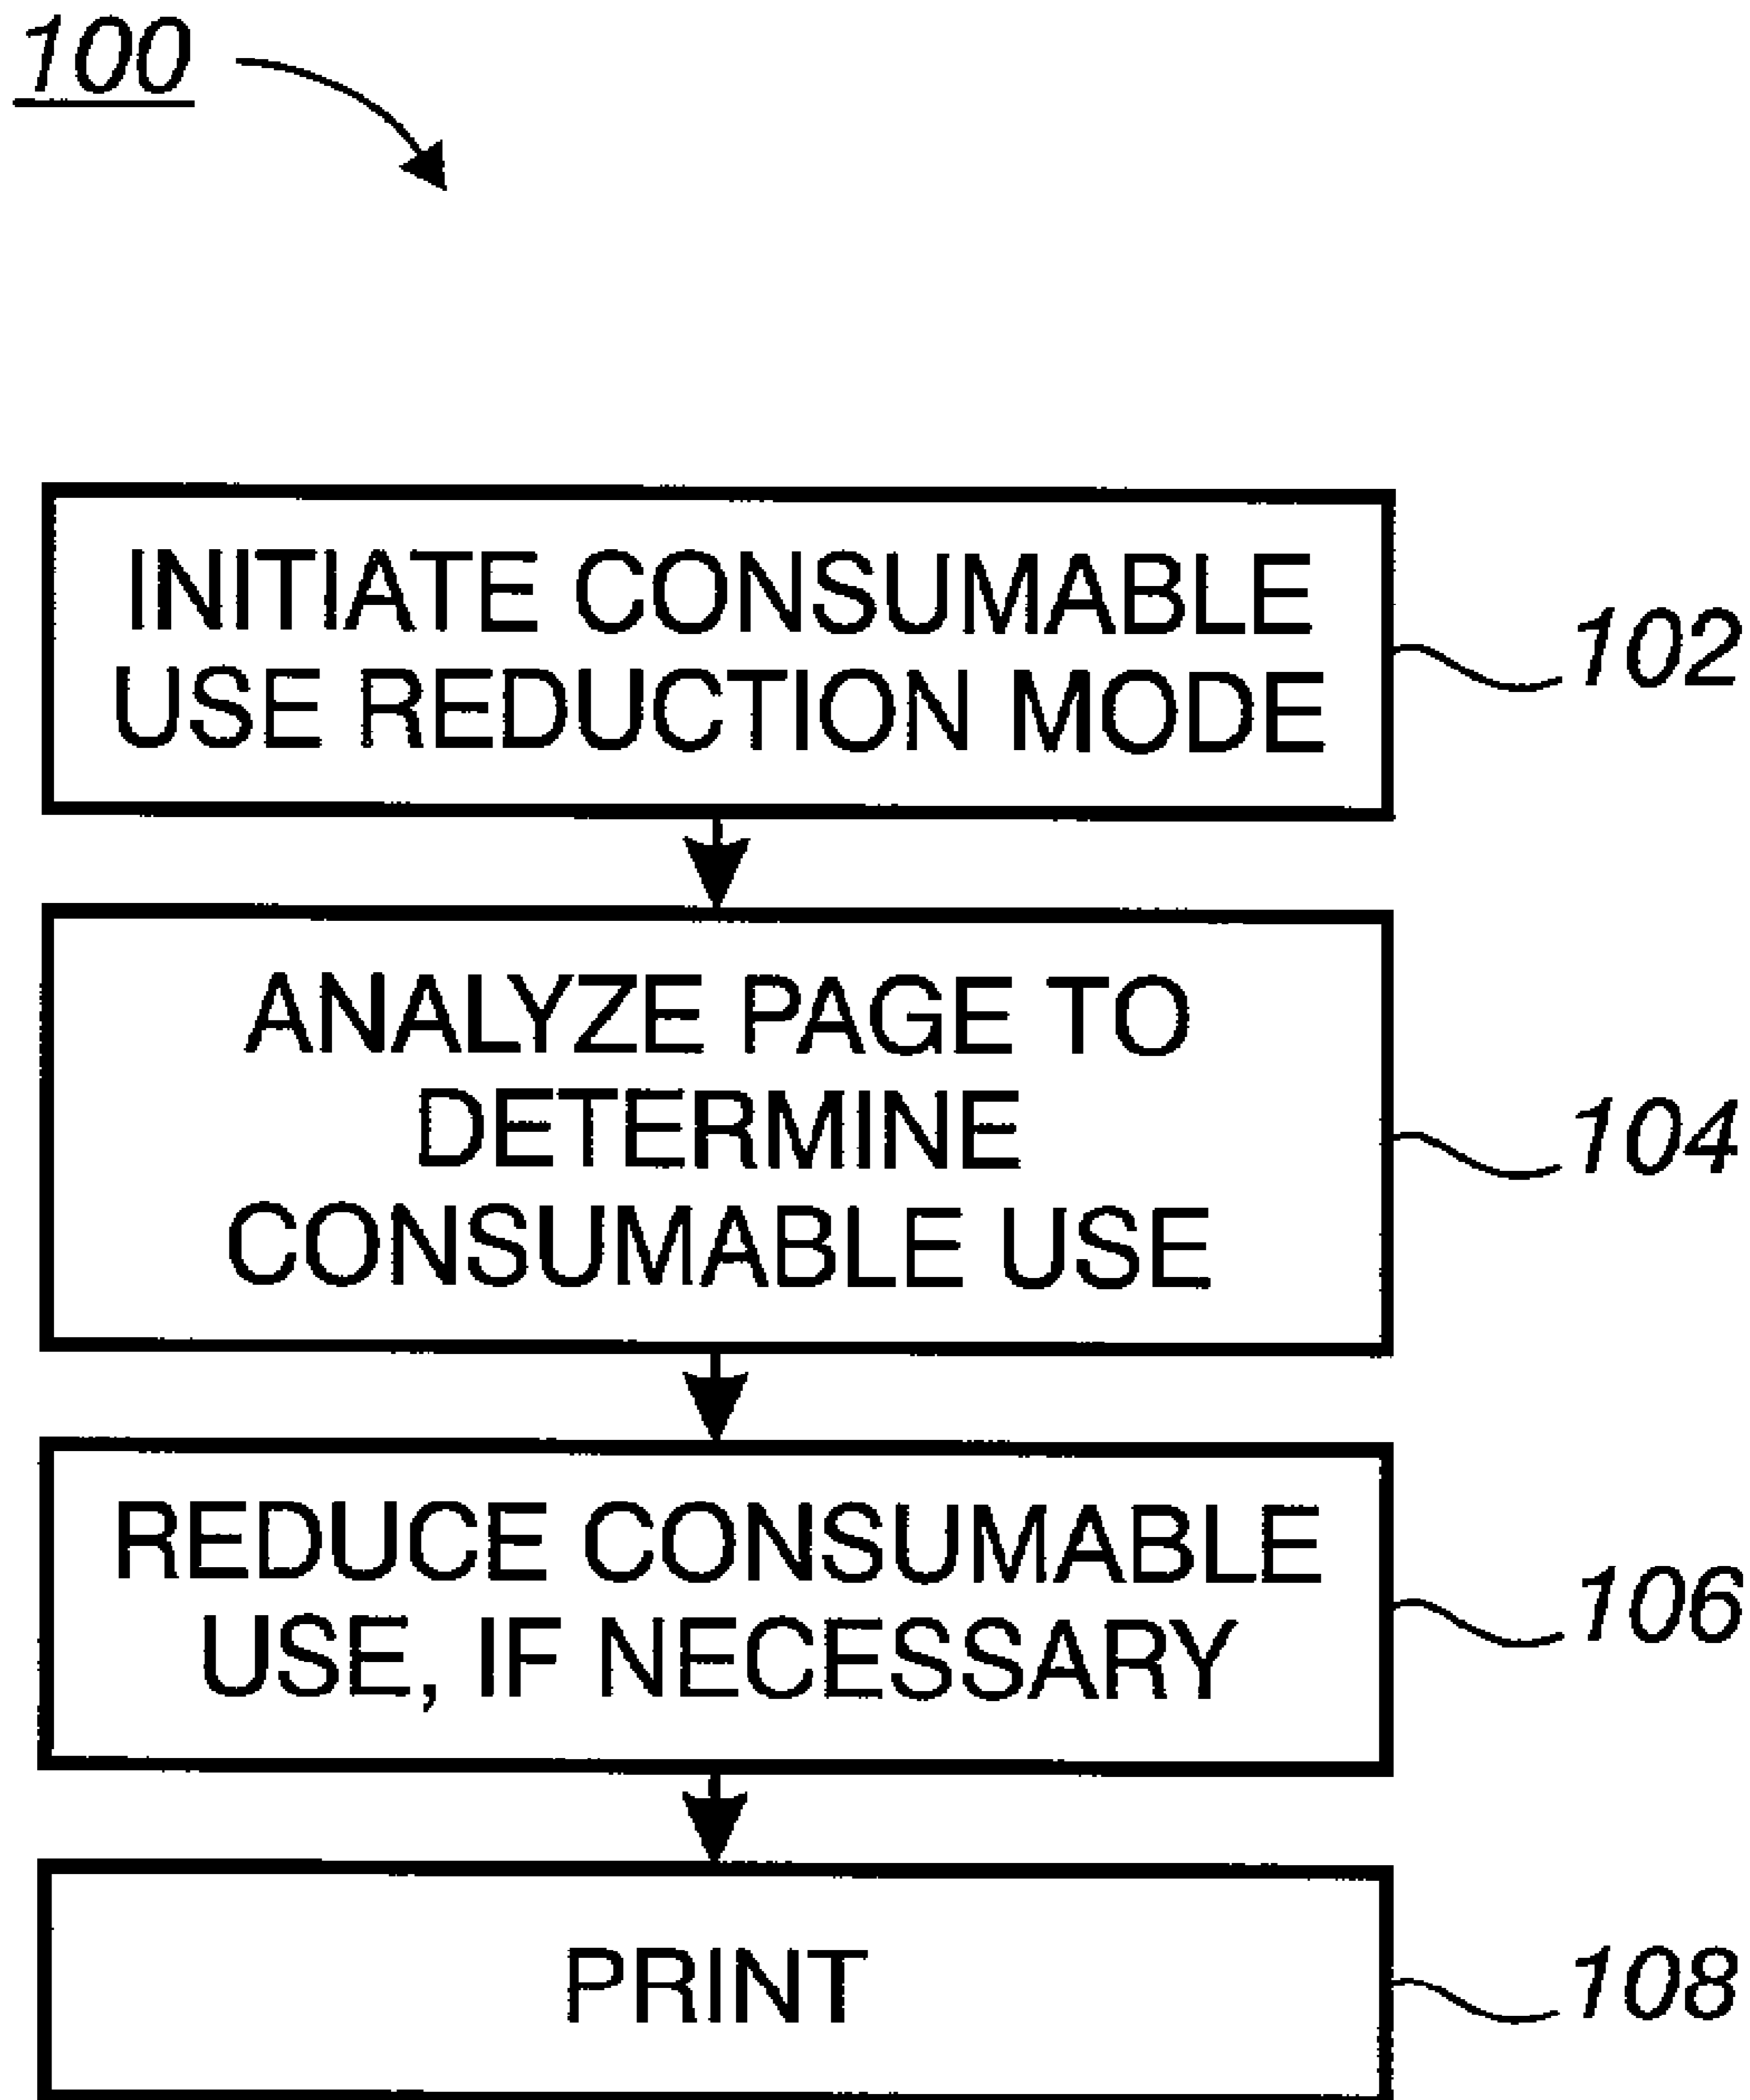 100
INITIATE CONSUMABLE
USE REDUCTION MODE
102
ANALYZE PAGE TO
DETERMINE
CONSUMABLE USE
104
REDUCE CONSUMABLE
USE, IF NECESSARY
106
PRINT
108